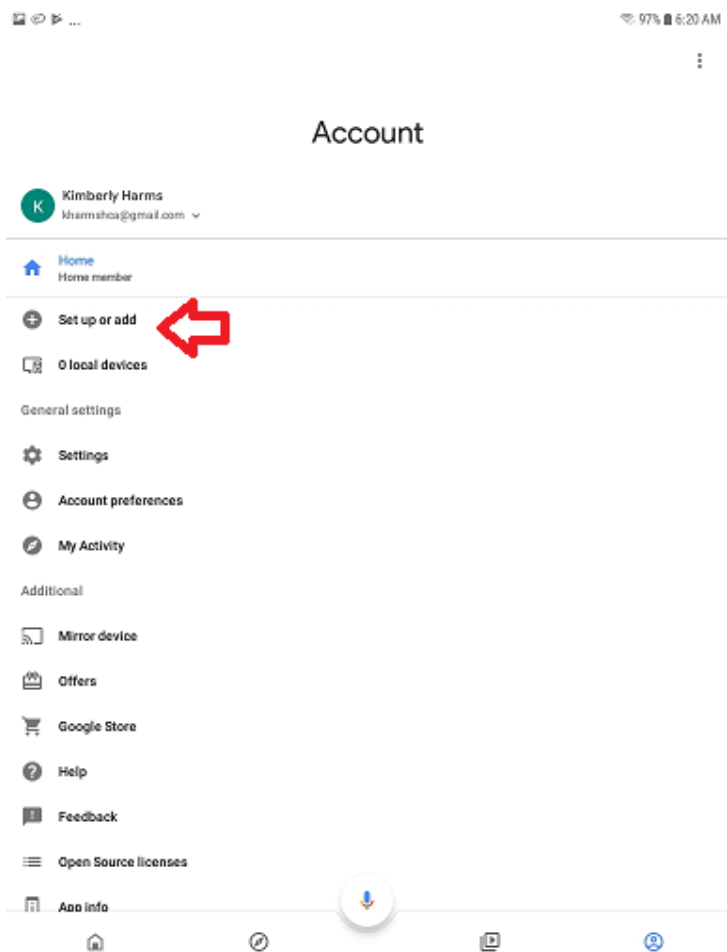 ... 97% 6:20 AM
Account
K
Kimberly Harms
kharmshca@gmail.com
Home
Home member
Set up or add
0 local devices
General settings
Settings
Account preferences
My Activity
Additional
Mirror device
Offers
Google Store
Help
Feedback
Open Source licenses
App info